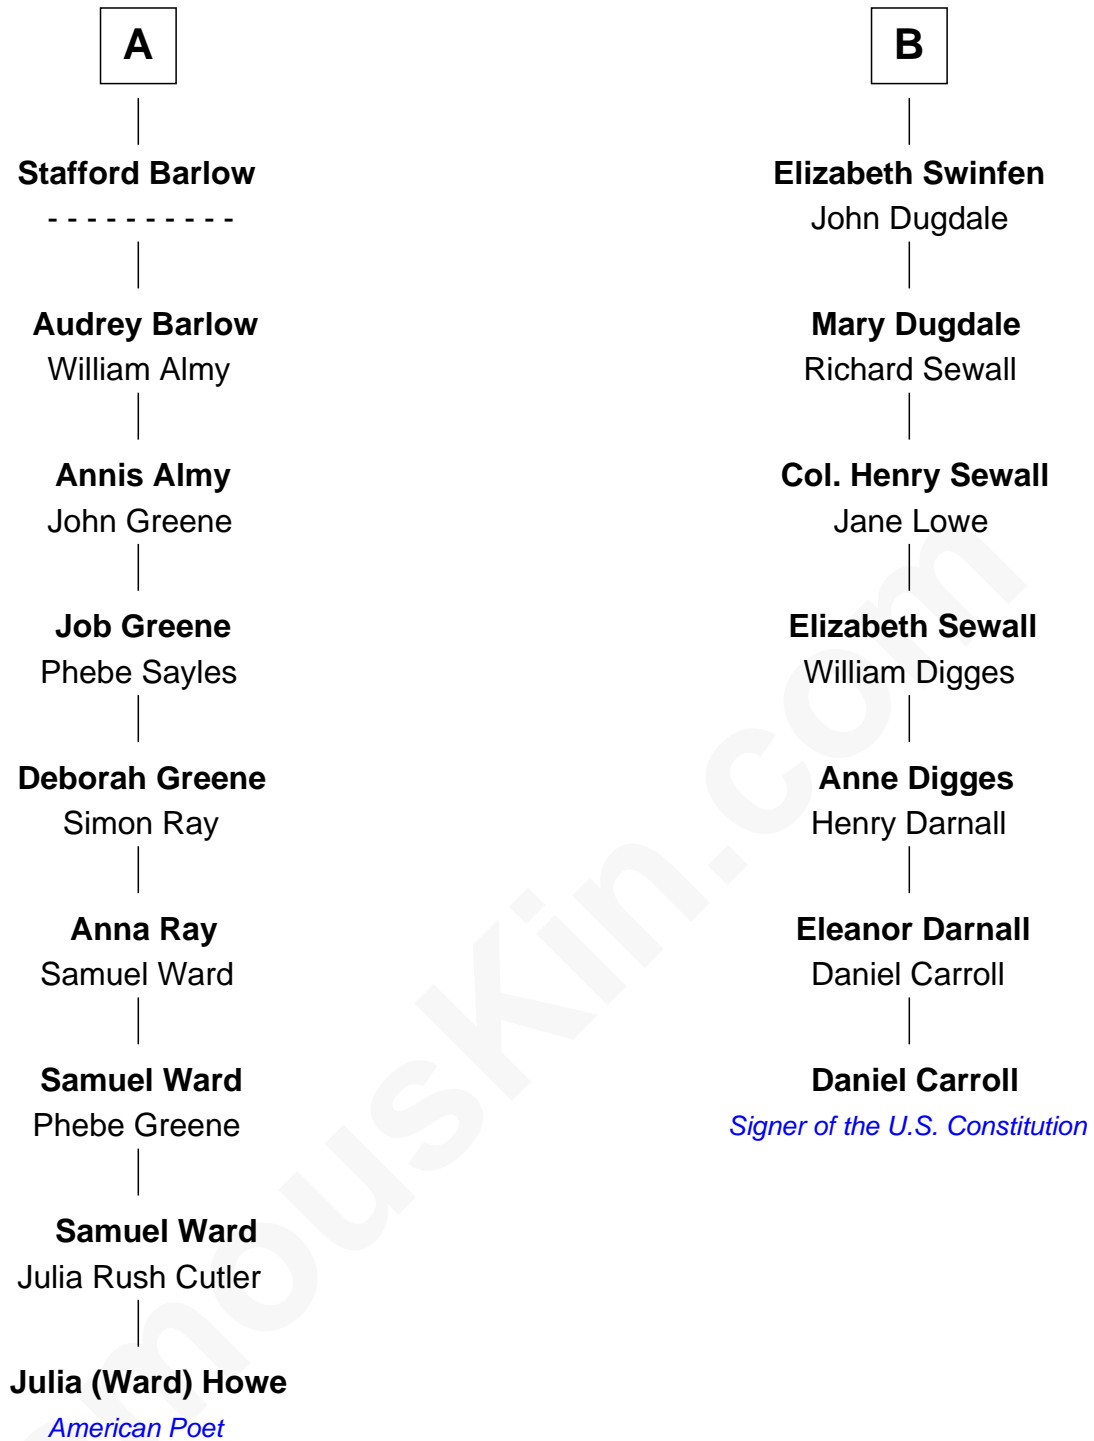 A
Stafford Barlow
- - - - - - - - - -
Audrey Barlow
William Almy
Annis Almy
John Greene
Job Greene
Phebe Sayles
Deborah Greene
Simon Ray
Anna Ray
Samuel Ward
Samuel Ward
Phebe Greene
Samuel Ward
Julia Rush Cutler
Julia (Ward) Howe
American Poet
B
Elizabeth Swinfen
John Dugdale
Mary Dugdale
Richard Sewall
Col. Henry Sewall
Jane Lowe
Elizabeth Sewall
William Digges
Anne Digges
Henry Darnall
Eleanor Darnall
Daniel Carroll
Daniel Carroll
Signer of the U.S. Constitution
mousKin.com